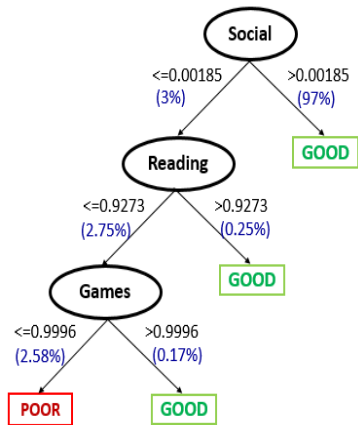 Social
<=0.00185 >0.00185
(3%) (97%)
GOOD
Reading
<=0.9273 >0.9273
(2.75%) (0.25%)
GOOD
Games
<=0.9996 >0.9996
(2.58%) (0.17%)
POOR GOOD